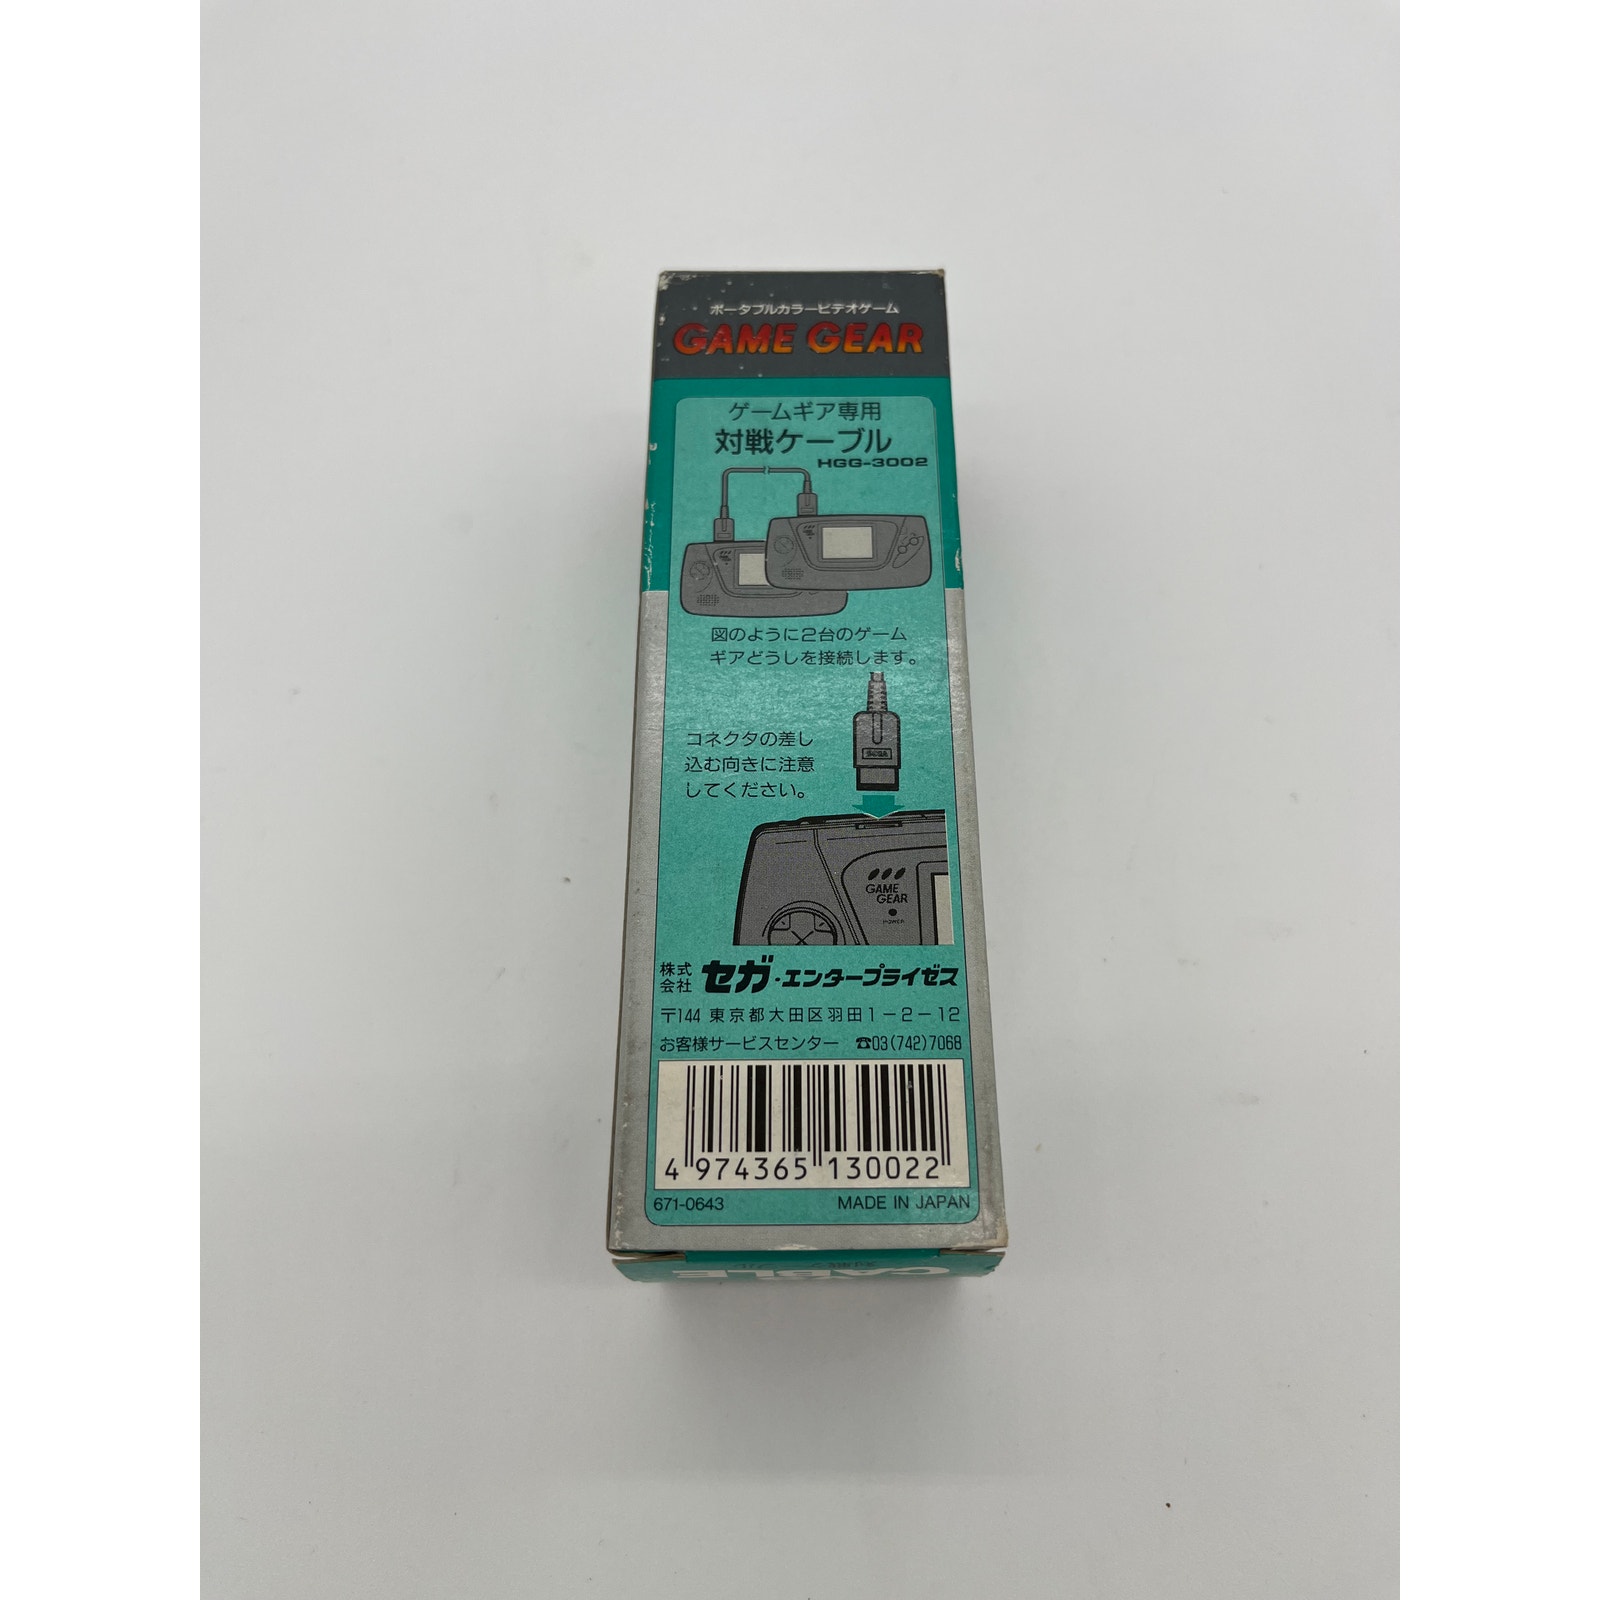 ポータブルカラービデオゲーム
GAME GEAR
ゲームギア専用
対戦ケーブル
HGG-3002
図のように2台のゲーム
ギアどうしを接続します。
コネクタの差し
込む向きに注意
してください。
SEGA
GAME
GEAR
POWER
株式会社 セガ・エンタープライゼス
〒144 東京都大田区羽田1-2-12
お客様サービスセンター ☎03(742)7068
4 974365 130022
671-0643 MADE IN JAPAN
CABLE